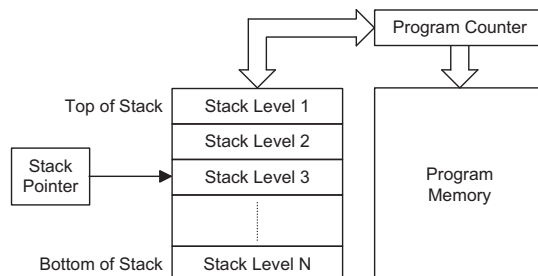 Program Counter
Top of Stack
Stack Level 1
Stack Level 2
Stack
Pointer
Stack Level 3
Program
Memory
Bottom of Stack
Stack Level N